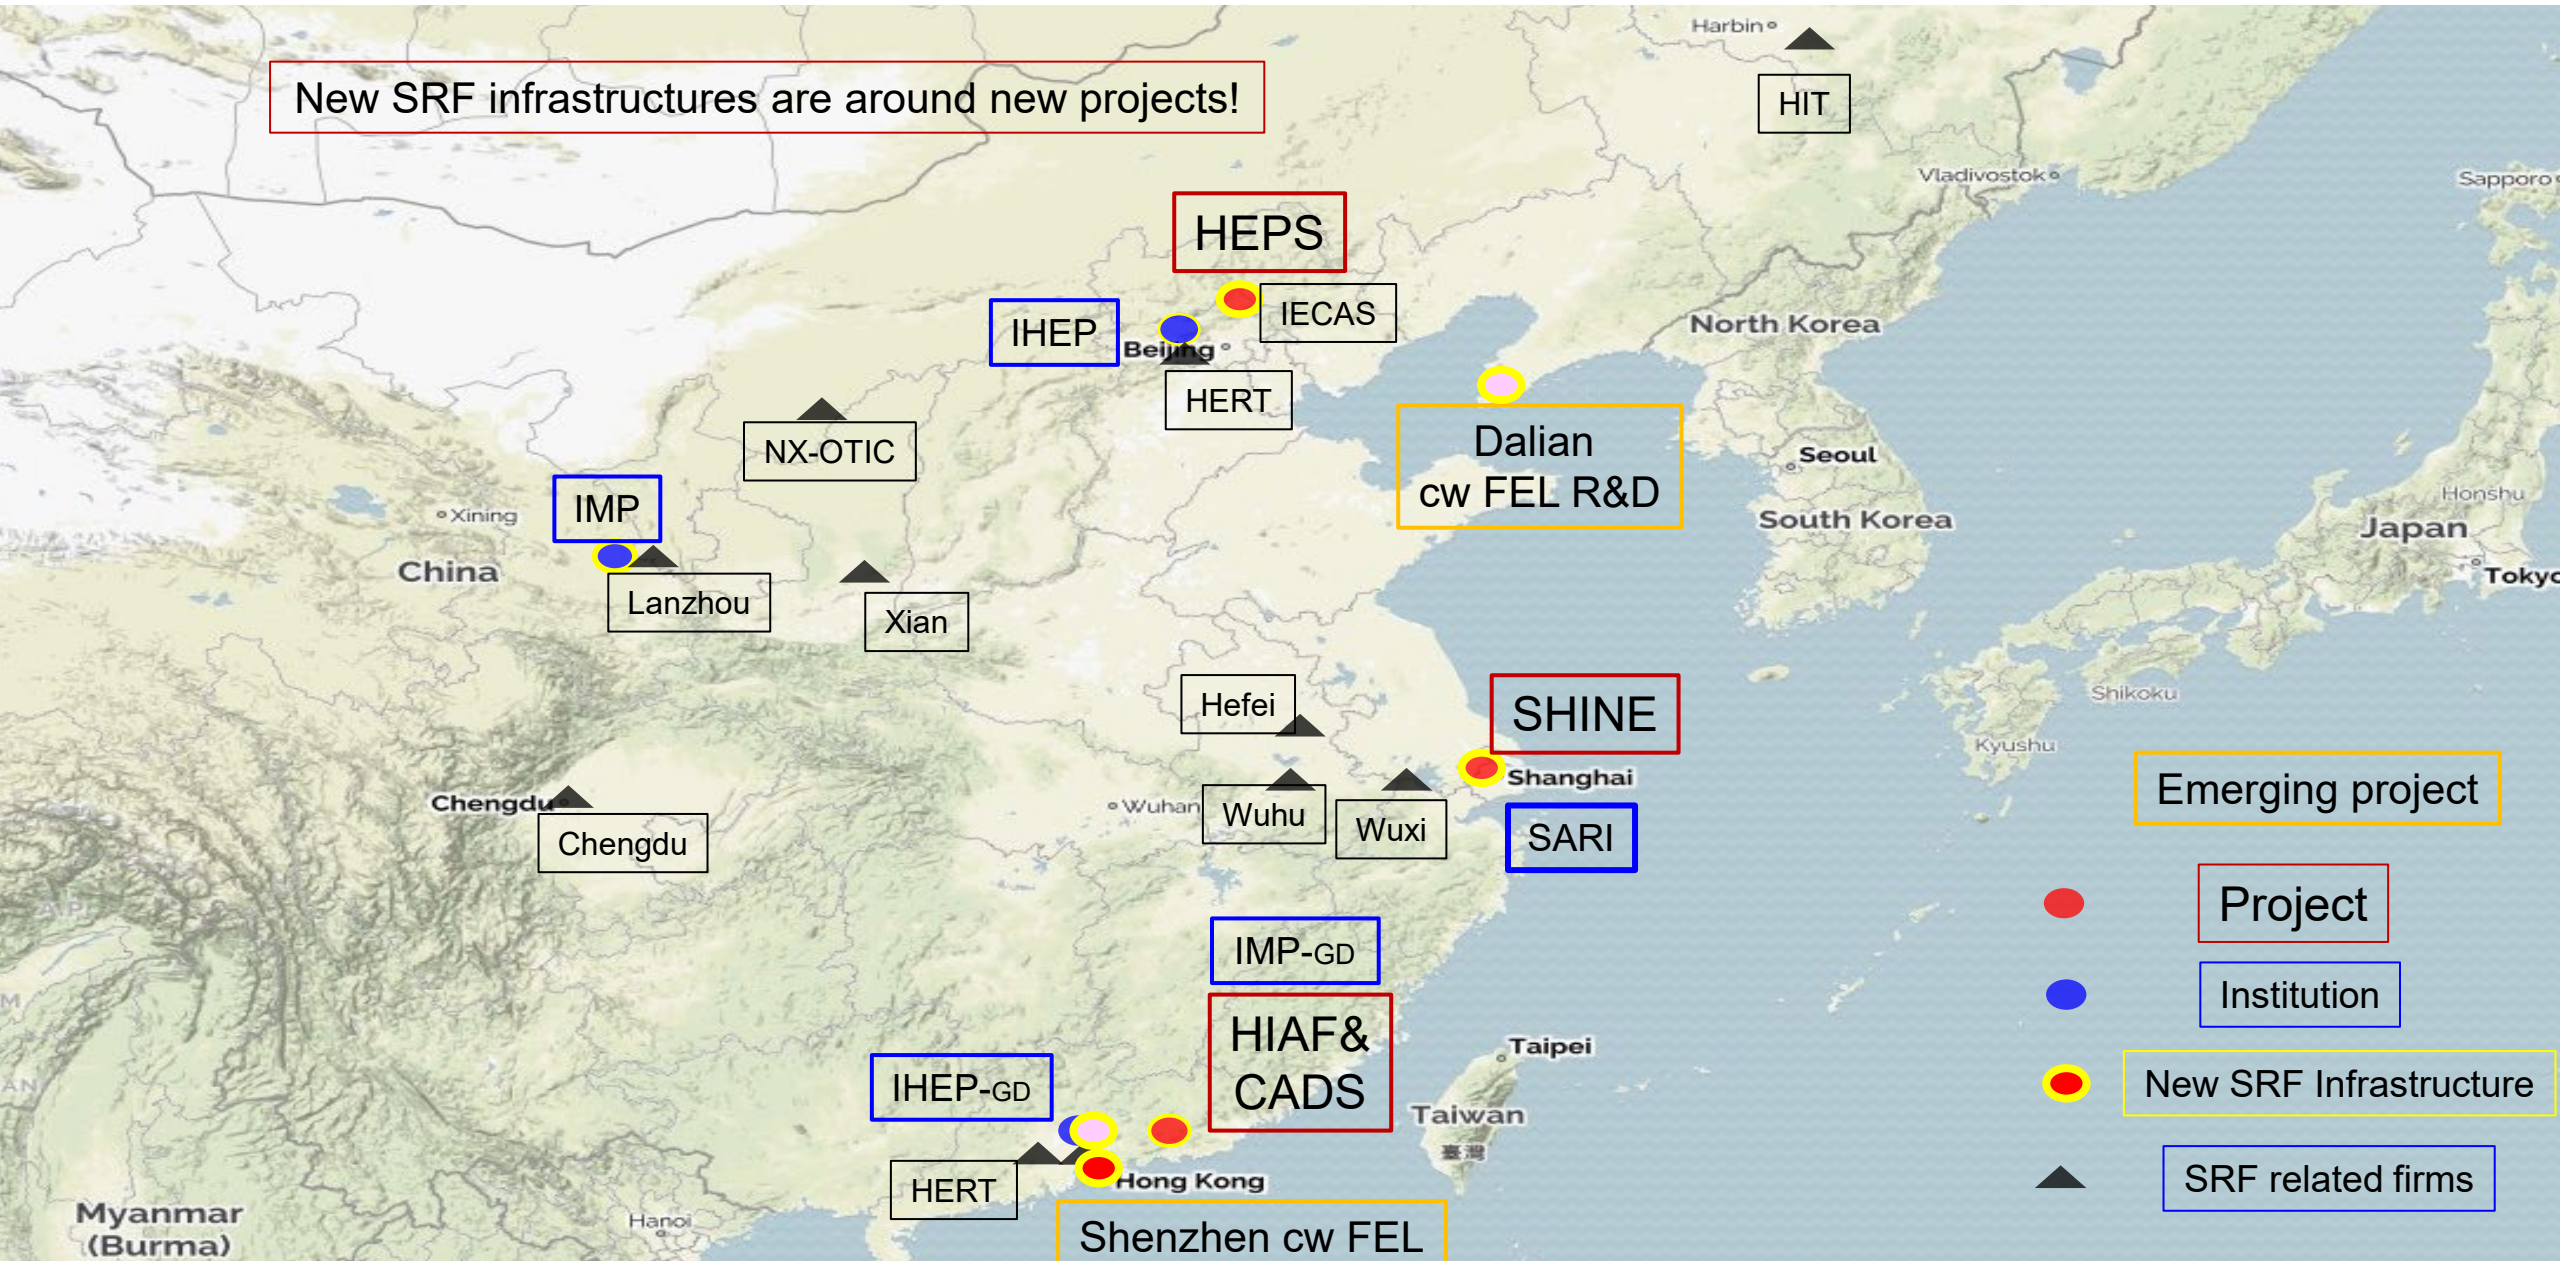 Harbin
New SRF infrastructures are around new projects!
HIT
Vladivostok
Sapporo
HEPS
IECAS
IHEP
Beijing
North Korea
HERT
NX-OTIC
Dalian
cw FEL R&D
Seoul
South Korea
Honshu
Japan
Tokyo
IMP
Xining
China
Lanzhou
Xian
Hefei
SHINE
Shikoku
Kyushu
Shanghai
Emerging project
Chengdu
Chengdu
Wuhan
Wuhu
Wuxi
SARI
Project
IMP-GD
Institution
HIAF&
CADS
Taipei
IHEP-GD
New SRF Infrastructure
Taiwan
臺灣
HERT
Hong Kong
SRF related firms
Myanmar
(Burma)
Hanoi
Shenzhen cw FEL